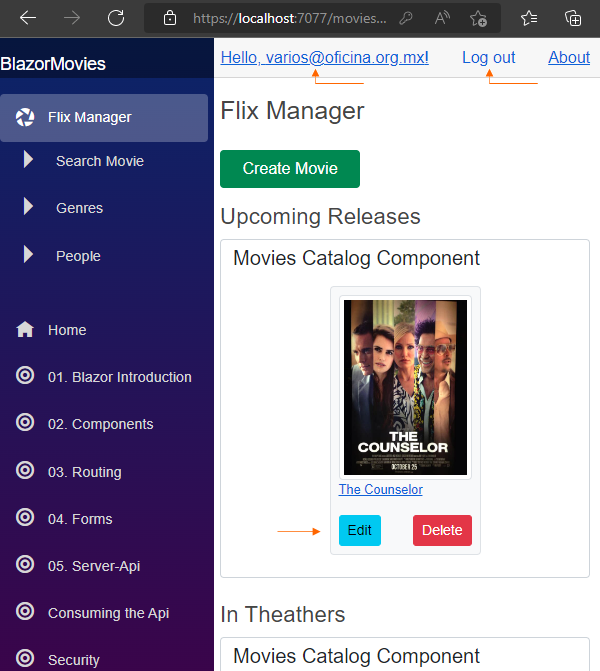 https://localhost:7077/movies...
BlazorMovies
Hello, varios@oficina.org.mx!
Log out
About
Flix Manager
Search Movie
Genres
People
Home
01. Blazor Introduction
02. Components
03. Routing
04. Forms
05. Server-Api
Consuming the Api
Security
Flix Manager
Create Movie
Upcoming Releases
Movies Catalog Component
THE
COUNSELOR
OCTOBER 25
The Counselor
Edit
Delete
In Theathers
Movies Catalog Component